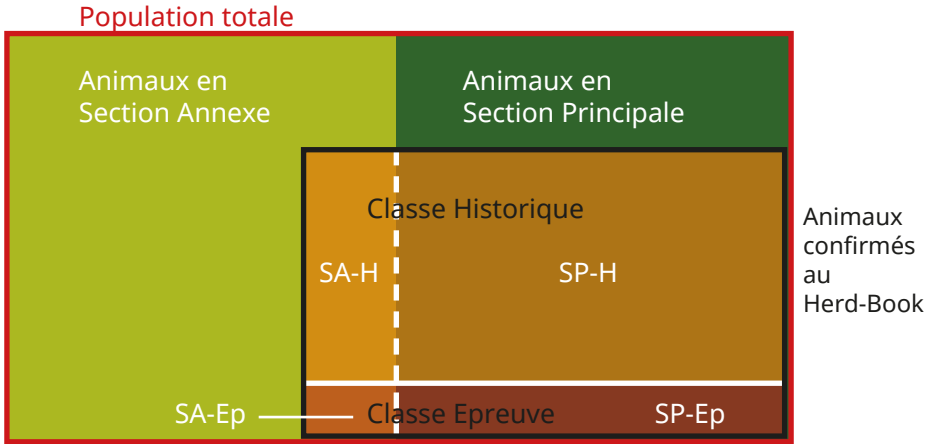 Population totale
Animaux en
Section Annexe
Animaux en
Section Principale
Classe Historique
SA-H
SP-H
Animaux
confirmés
au
Herd-Book
SA-Ep
Classe Epreuve
SP-Ep